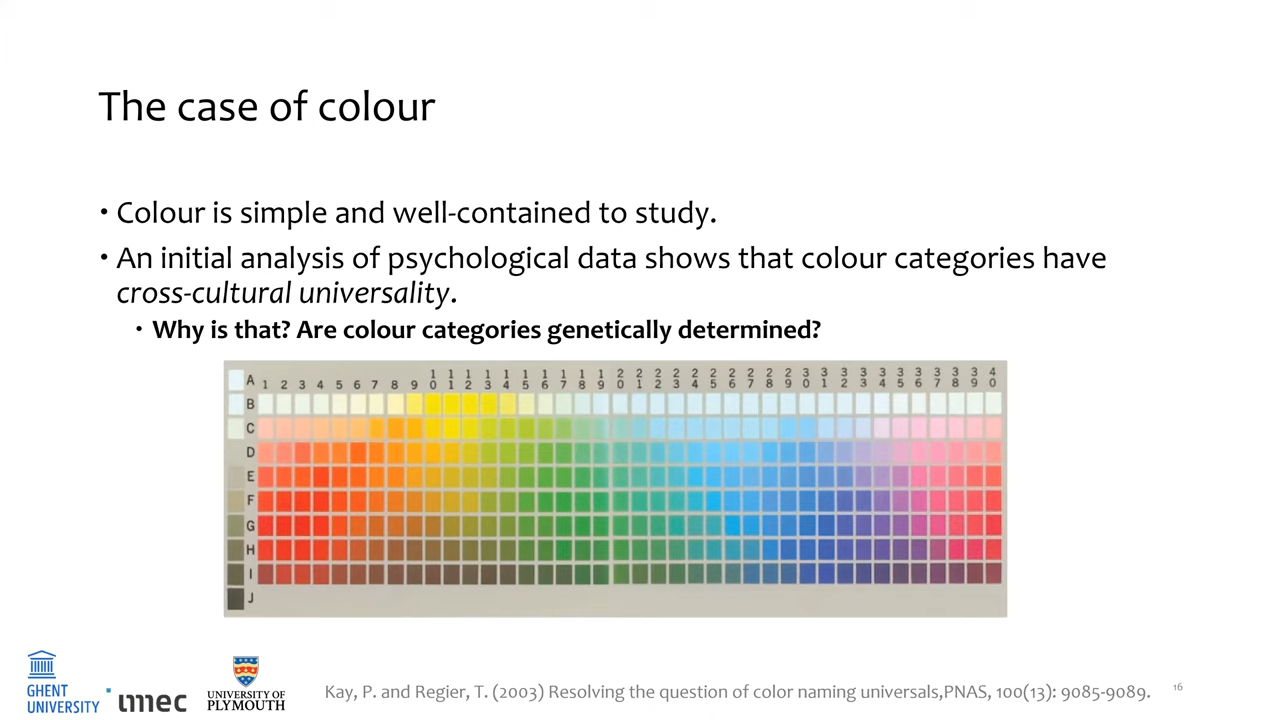 The case of colour
• Colour is simple and well-contained to study.
• An initial analysis of psychological data shows that colour categories have
cross-cultural universality.
• Why is that? Are colour categories genetically determined?
A 1 2 3 4 5 6 7 8 9 10 11 12 13 14 15 16 17 18 19 20 21 22 23 24 25 26 27 28 29 30 31 32 33 34 35 36 37 38 39 40
B
C
D
E
F
G
H
I
J
GHENT
UNIVERSITY
imec
UNIVERSITY OF
PLYMOUTH
Kay, P. and Regier, T. (2003) Resolving the question of color naming universals,PNAS, 100(13): 9085-9089.
16